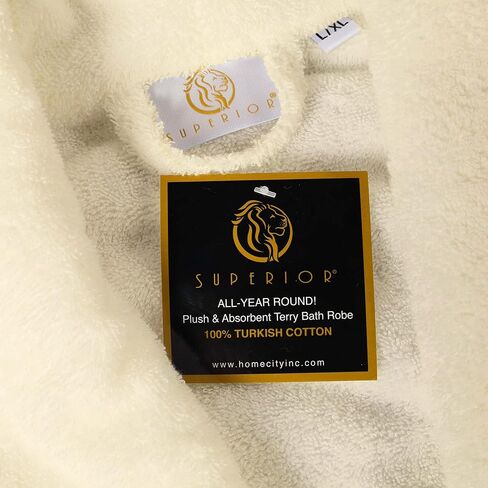 L/XL
SUPERIOR®
SUPERIOR®
ALL-YEAR ROUND!
Plush & Absorbent Terry Bath Robe
100% TURKISH COTTON
www.homecityinc.com